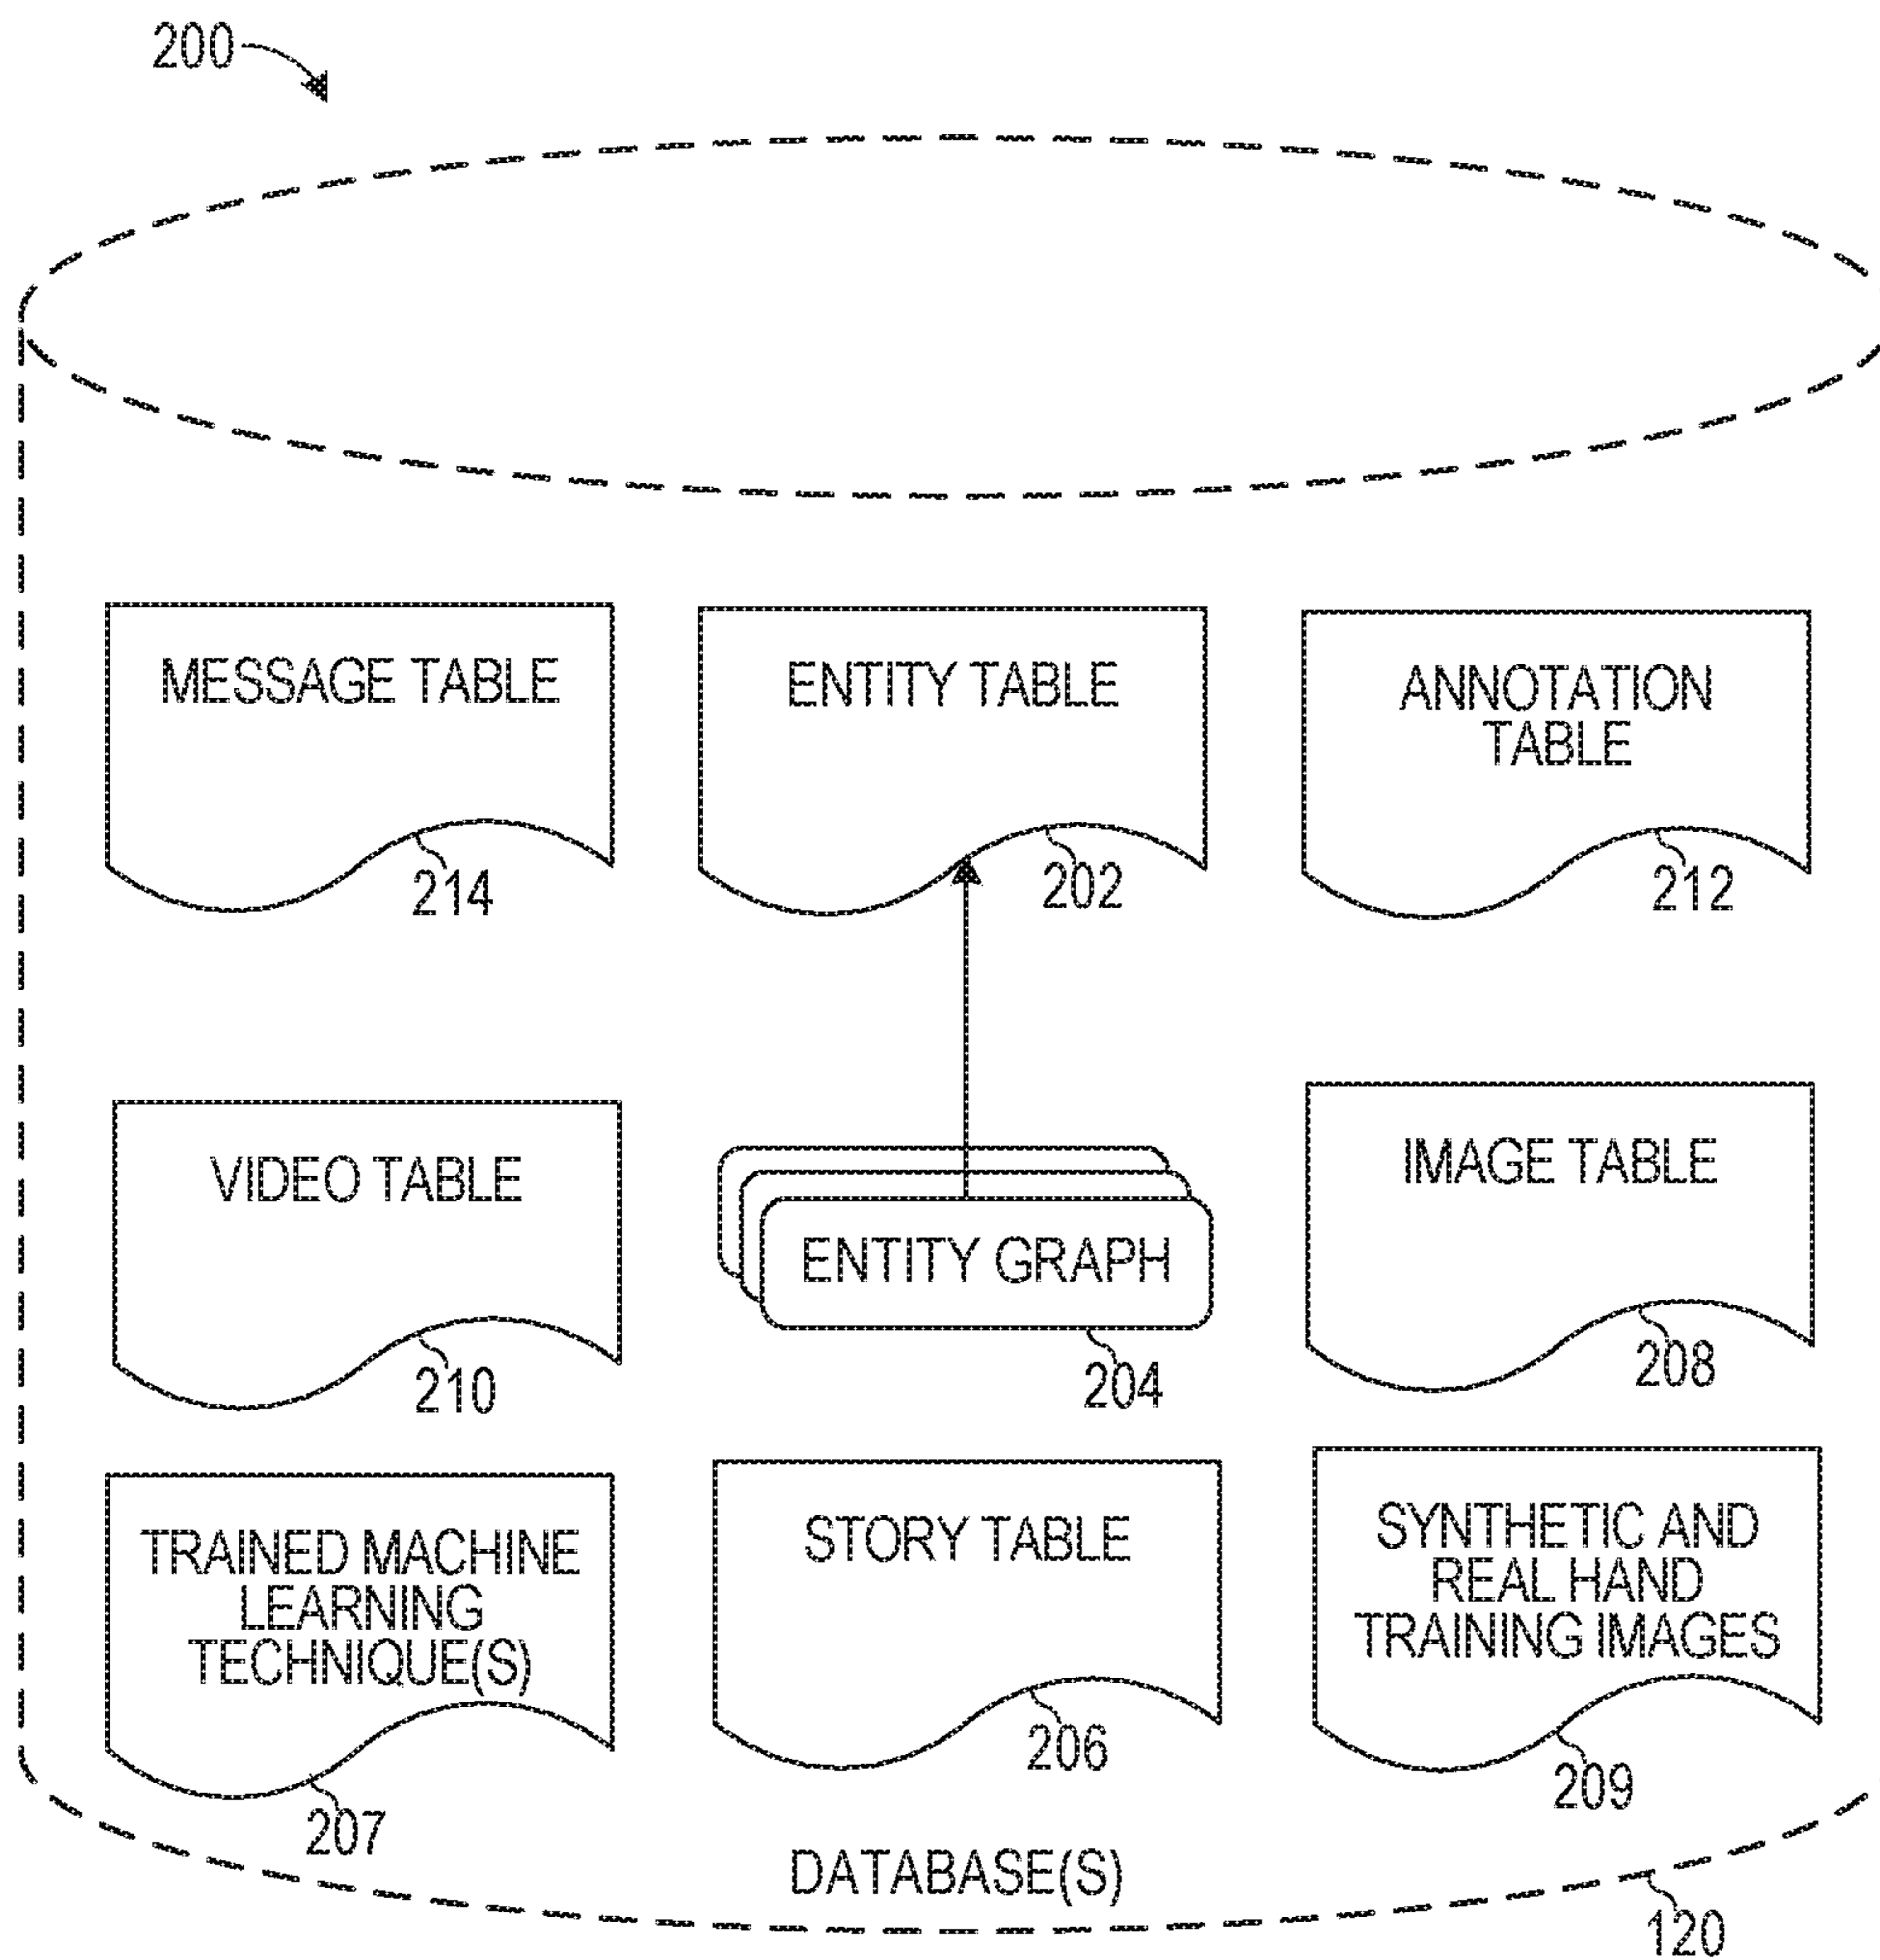 200
MESSAGE TABLE
214
ENTITY TABLE
202
ANNOTATION
TABLE
212
VIDEO TABLE
210
ENTITY GRAPH
204
IMAGE TABLE
208
TRAINED MACHINE
LEARNING
TECHNIQUE(S)
207
STORY TABLE
206
SYNTHETIC AND
REAL HAND
TRAINING IMAGES
209
DATABASE(S)
120